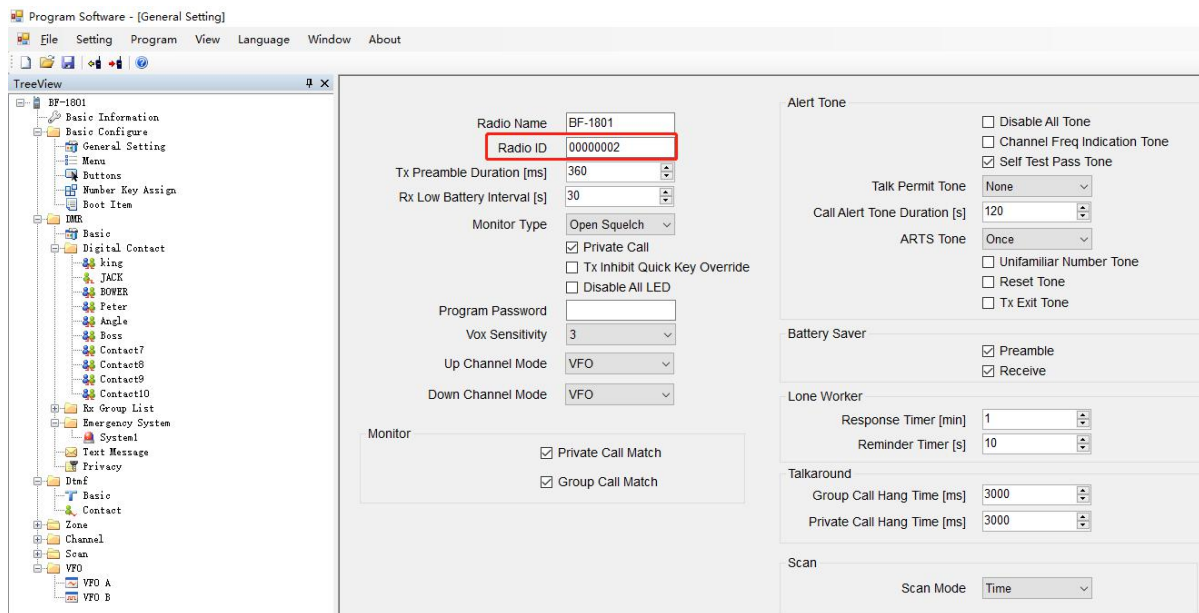 Program Software - [General Setting]
File Setting Program View Language Window About
TreeView
BF-1801
Basic Information
Basic Configure
General Setting
Menu
Buttons
Number Key Assign
Boot Item
DMR
Basic
Digital Contact
king
JACK
BOWER
Peter
Angle
Boss
Contact7
Contact8
Contact9
Contact10
Rx Group List
Emergency System
System1
Text Message
Privacy
Dtmf
Basic
Contact
Zone
Channel
Scan
VFO
VFO A
VFO B
Radio Name BF-1801
Radio ID 00000002
Tx Preamble Duration [ms] 360
Rx Low Battery Interval [s] 30
Monitor Type Open Squelch
Private Call
Tx Inhibit Quick Key Override
Disable All LED
Program Password
Vox Sensitivity 3
Up Channel Mode VFO
Down Channel Mode VFO
Monitor
Private Call Match
Group Call Match
Alert Tone
Disable All Tone
Channel Freq Indication Tone
Self Test Pass Tone
Talk Permit Tone None
Call Alert Tone Duration [s] 120
ARTS Tone Once
Unifamiliar Number Tone
Reset Tone
Tx Exit Tone
Battery Saver
Preamble
Receive
Lone Worker
Response Timer [min] 1
Reminder Timer [s] 10
Talkaround
Group Call Hang Time [ms] 3000
Private Call Hang Time [ms] 3000
Scan
Scan Mode Time